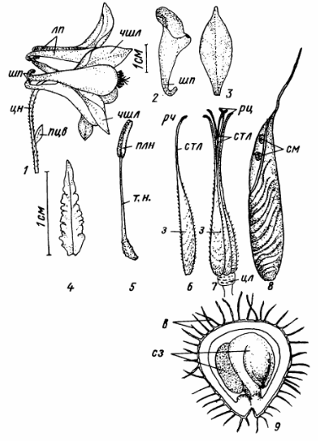 лп
чшл
1см
шп
цн
пцв
чшл
1
шп
2
3
1см
4
плн
т.н.
5
рч
стл
з
6
рц
стл
з
цл
7
см
8
в
сз
9